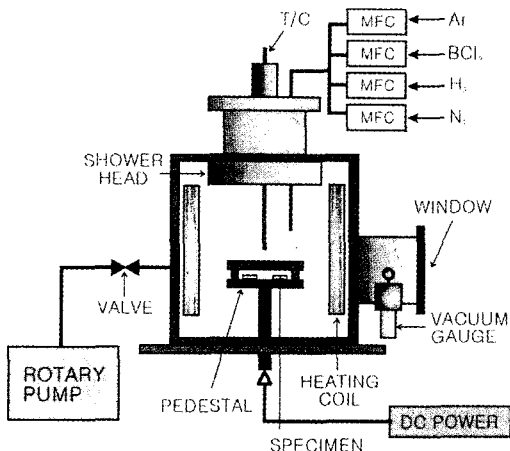 T/C
MFC
Ar
MFC
BCl₃
MFC
H₂
MFC
N₂
SHOWER
HEAD
WINDOW
VALVE
VACUUM
GAUGE
ROTARY
PUMP
PEDESTAL
HEATING
COIL
DC POWER
SPECIMEN